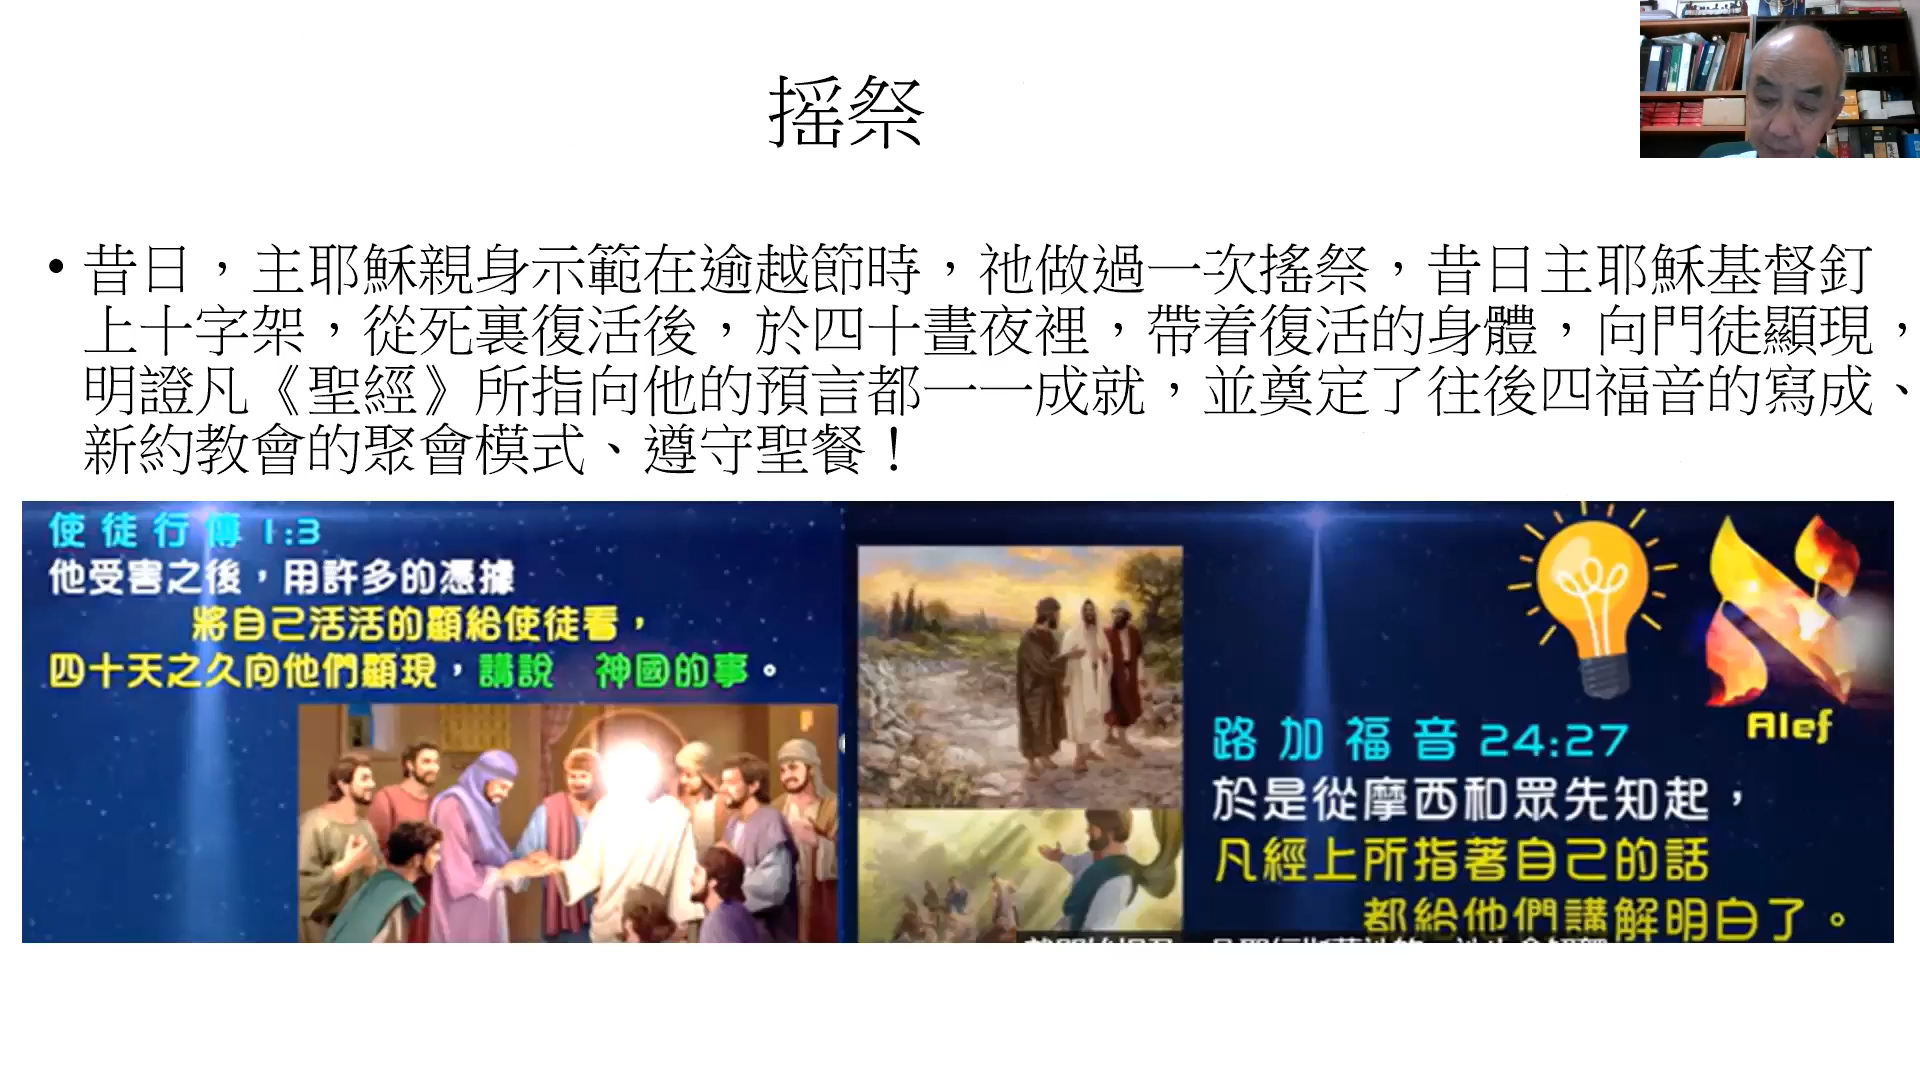 搖祭
• 昔日，主耶穌親身示範在逾越節時，祂做過一次搖祭，昔日主耶穌基督釘
上十字架，從死裏復活後，於四十晝夜裡，帶着復活的身體，向門徒顯現，
明證凡《聖經》所指向他的預言都一一成就，並奠定了往後四福音的寫成、
新約教會的聚會模式、遵守聖餐！
使徒行傳 1:3
他受害之後，用許多的憑據
將自己活活的顯給使徒看，
四十天之久向他們顯現，講說　神國的事。
Alef
路加福音 24:27
於是從摩西和眾先知起，
凡經上所指著自己的話
都給他們講解明白了。